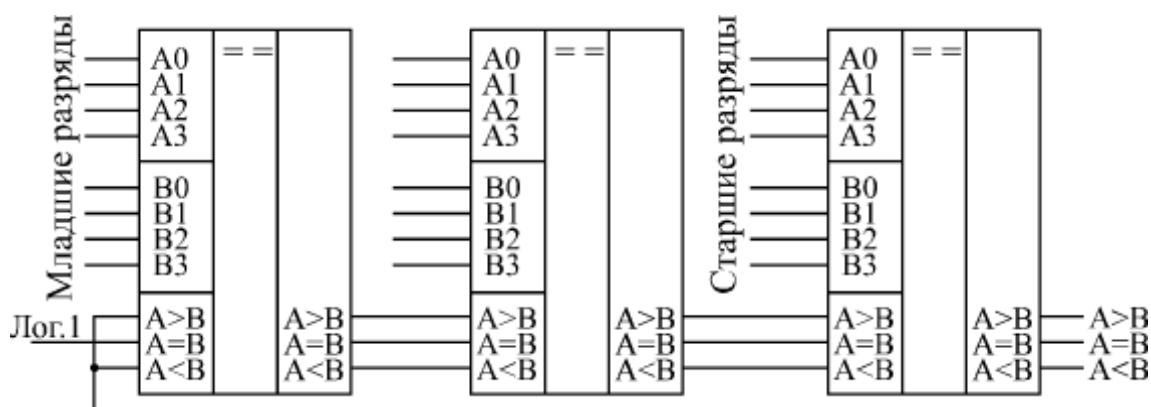 Младшие разряды
A0
A1
A2
A3
B0
B1
B2
B3
Лог.1
A>B
A=B
A<B
= =
A>B
A=B
A<B
A0
A1
A2
A3
B0
B1
B2
B3
A>B
A=B
A<B
= =
A>B
A=B
A<B
Старшие разряды
A0
A1
A2
A3
B0
B1
B2
B3
A>B
A=B
A<B
= =
A>B
A=B
A<B
A>B
A=B
A<B